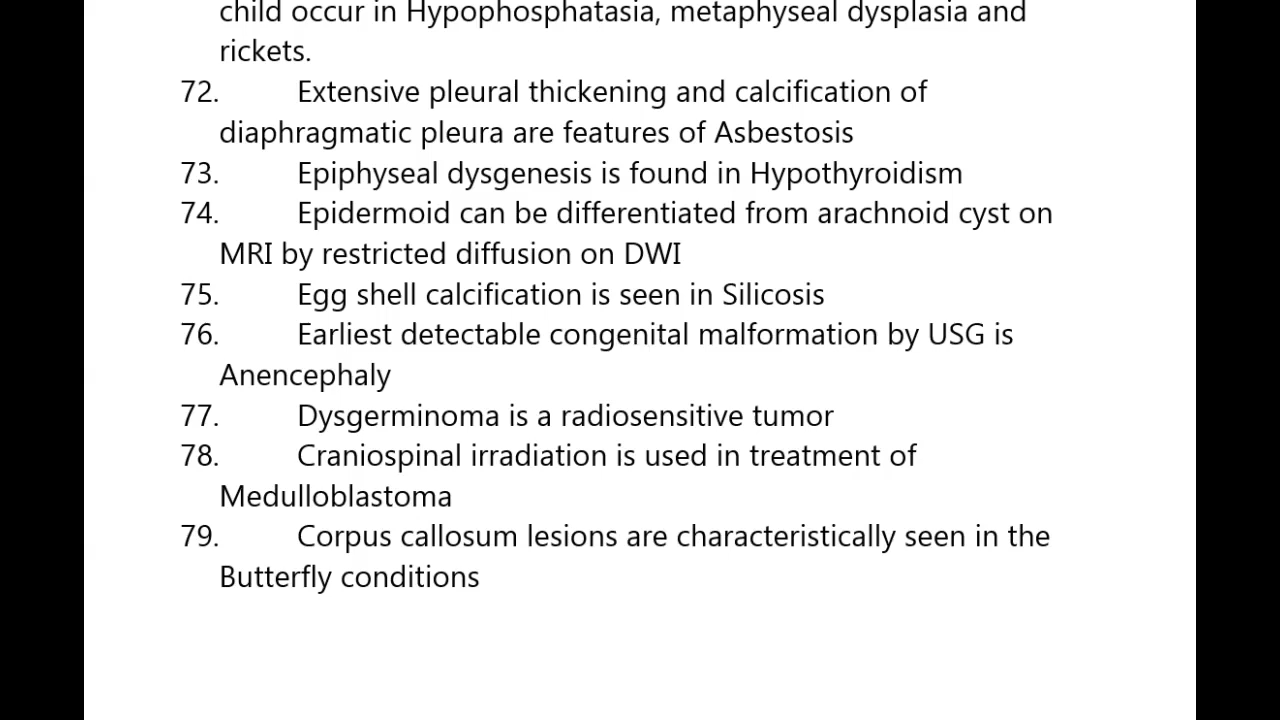 child occur in Hypophosphatasia, metaphyseal dysplasia and
rickets.
72. Extensive pleural thickening and calcification of
diaphragmatic pleura are features of Asbestosis
73. Epiphyseal dysgenesis is found in Hypothyroidism
74. Epidermoid can be differentiated from arachnoid cyst on
MRI by restricted diffusion on DWI
75. Egg shell calcification is seen in Silicosis
76. Earliest detectable congenital malformation by USG is
Anencephaly
77. Dysgerminoma is a radiosensitive tumor
78. Craniospinal irradiation is used in treatment of
Medulloblastoma
79. Corpus callosum lesions are characteristically seen in the
Butterfly conditions